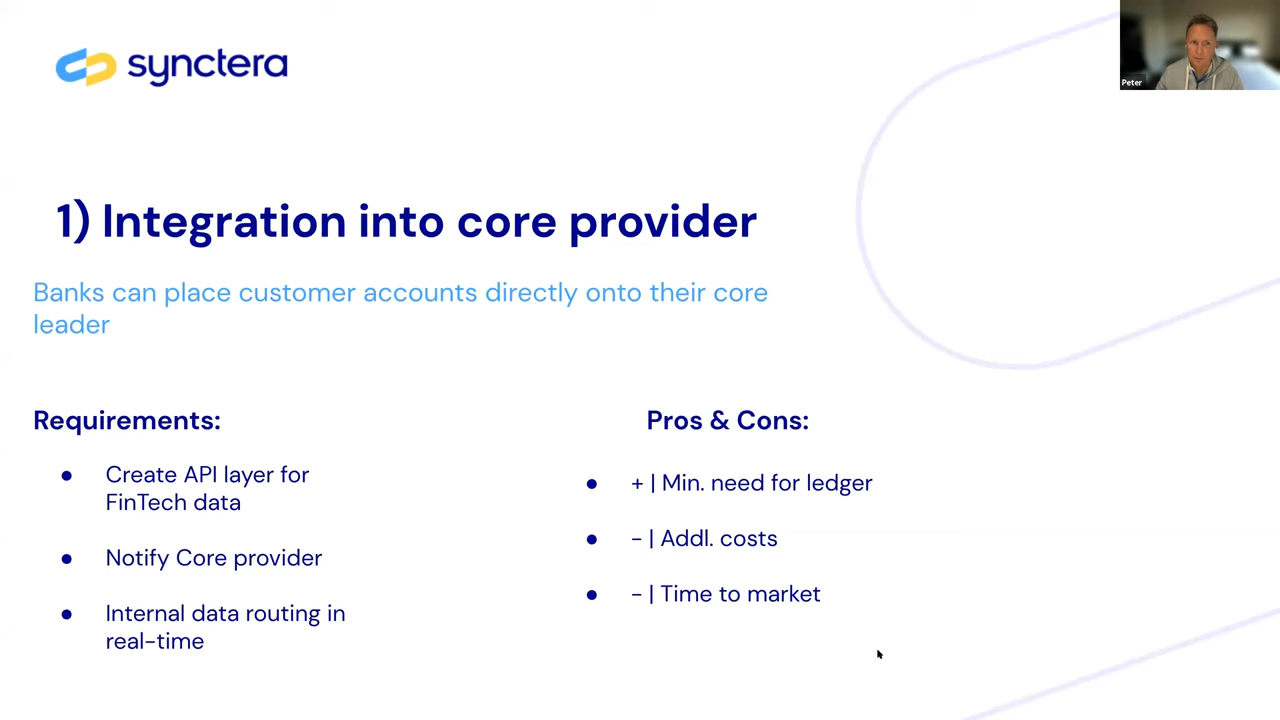 synctera
Peter
1) Integration into core provider
Banks can place customer accounts directly onto their core
leader
Requirements:
● Create API layer for
FinTech data
● Notify Core provider
● Internal data routing in
real-time
Pros & Cons:
● + | Min. need for ledger
● - | Addl. costs
● - | Time to market